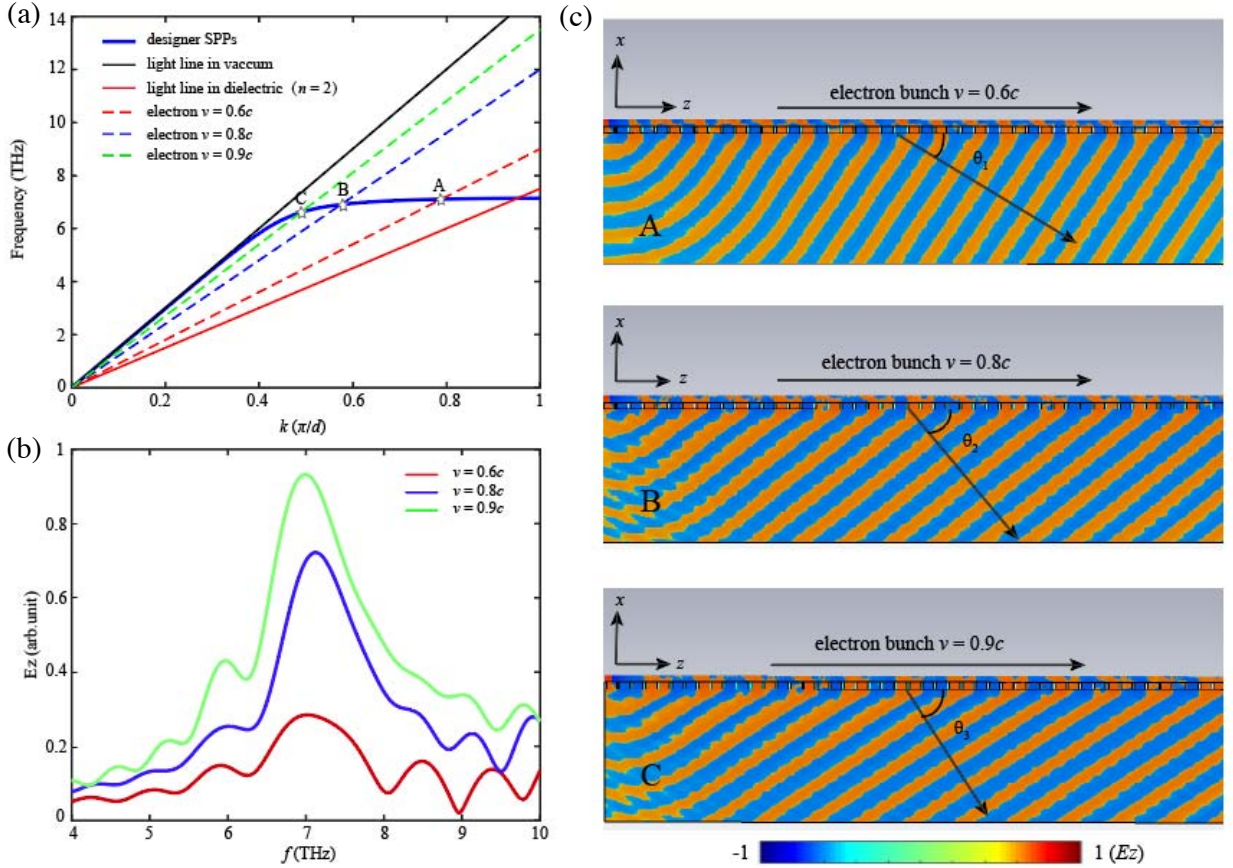 (a)
14
12
10
8
6
4
2
0
Frequency (THz)
designer SPPs
light line in vaccum
light line in dielectric (n = 2)
electron v = 0.6c
electron v = 0.8c
electron v = 0.9c
C
B
A
0
0.2
0.4
0.6
0.8
1
k (π/d)
(b)
1
0.8
0.6
0.4
0.2
0
Ez (arb.unit)
v = 0.6c
v = 0.8c
v = 0.9c
4
5
6
7
8
9
10
f (THz)
(c)
x
z
electron bunch v = 0.6c
θ1
A
x
z
electron bunch v = 0.8c
θ2
B
x
z
electron bunch v = 0.9c
θ3
C
-1
1 (Ez)